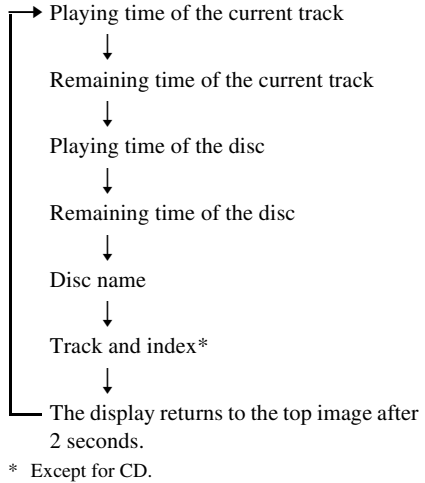 Playing time of the current track
Remaining time of the current track
Playing time of the disc
Remaining time of the disc
Disc name
Track and index*
The display returns to the top image after
2 seconds.
* Except for CD.